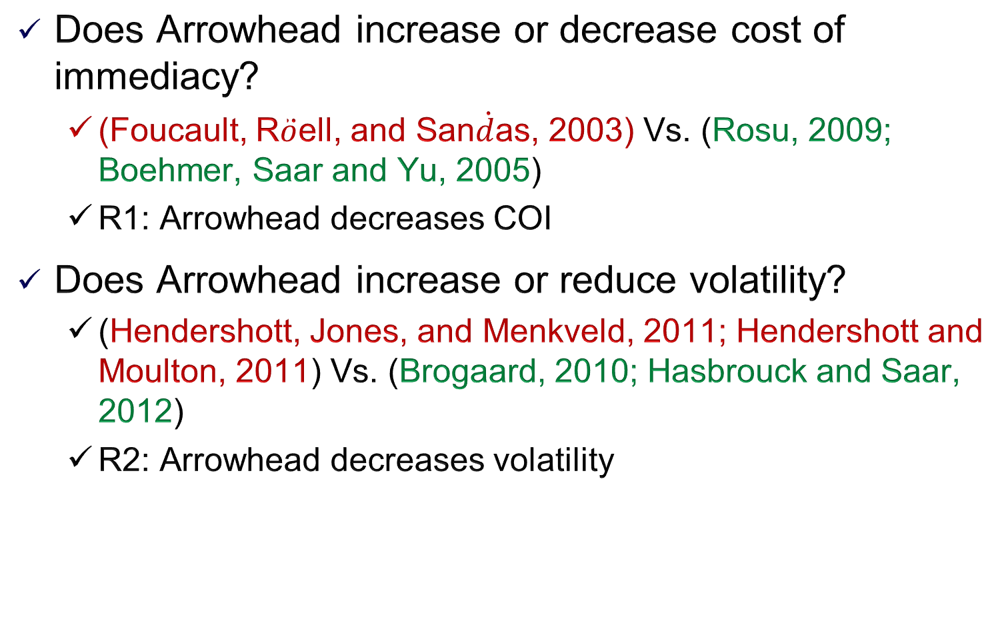 ✓ Does Arrowhead increase or decrease cost of
immediacy?
✓ (Foucault, Röell, and Sanḋas, 2003) Vs. (Rosu, 2009;
Boehmer, Saar and Yu, 2005)
✓ R1: Arrowhead decreases COI
✓ Does Arrowhead increase or reduce volatility?
✓ (Hendershott, Jones, and Menkveld, 2011; Hendershott and
Moulton, 2011) Vs. (Brogaard, 2010; Hasbrouck and Saar,
2012)
✓ R2: Arrowhead decreases volatility